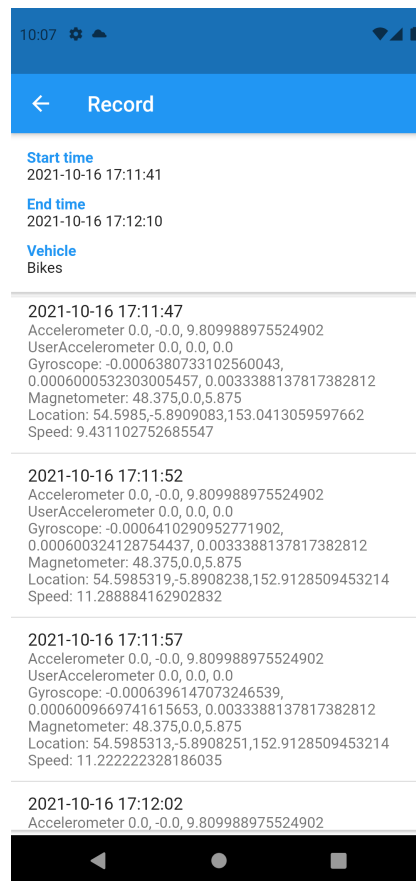 10:07
Record
Start time
2021-10-16 17:11:41
End time
2021-10-16 17:12:10
Vehicle
Bikes
2021-10-16 17:11:47
Accelerometer 0.0, -0.0, 9.809988975524902
UserAccelerometer 0.0, 0.0, 0.0
Gyroscope: -0.0006380733102560043,
0.0006000532303005457, 0.0033388137817382812
Magnetometer: 48.375,0.0,5.875
Location: 54.5985,-5.8909083,153.0413059597662
Speed: 9.431102752685547
2021-10-16 17:11:52
Accelerometer 0.0, -0.0, 9.809988975524902
UserAccelerometer 0.0, 0.0, 0.0
Gyroscope: -0.0006410290952771902,
0.000600324128754437, 0.0033388137817382812
Magnetometer: 48.375,0.0,5.875
Location: 54.5985319,-5.8908238,152.9128509453214
Speed: 11.288884162902832
2021-10-16 17:11:57
Accelerometer 0.0, -0.0, 9.809988975524902
UserAccelerometer 0.0, 0.0, 0.0
Gyroscope: -0.0006396147073246539,
0.0006009669741615653, 0.0033388137817382812
Magnetometer: 48.375,0.0,5.875
Location: 54.5985313,-5.8908251,152.9128509453214
Speed: 11.222222328186035
2021-10-16 17:12:02
Accelerometer 0.0, -0.0, 9.809988975524902